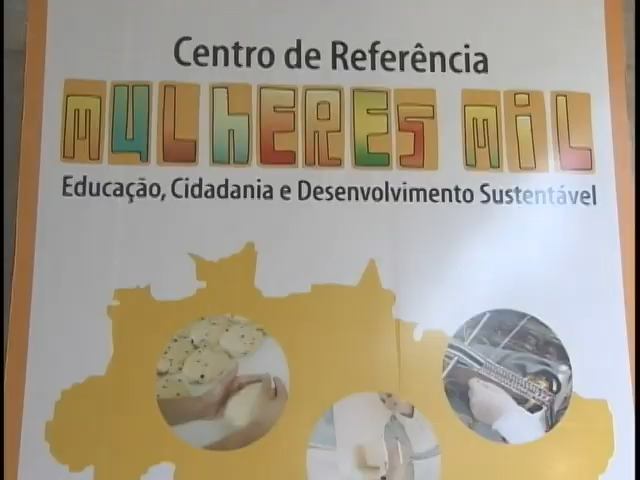 Centro de Referência
MULHERES MIL
Educação, Cidadania e Desenvolvimento Sustentável